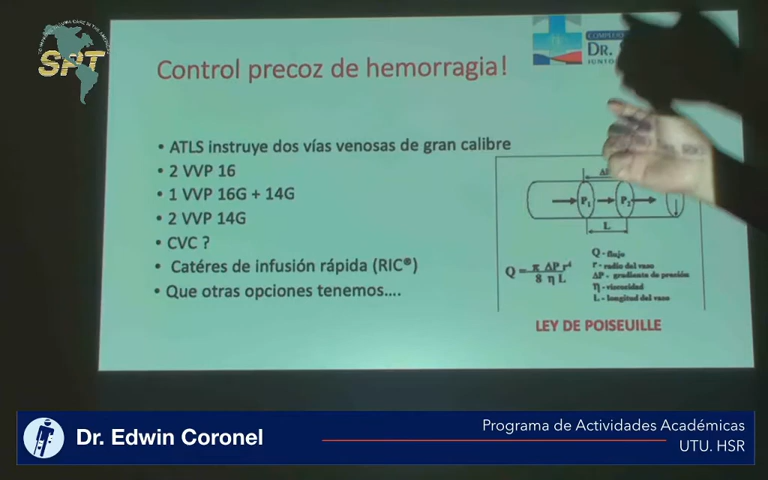 SPT
Control precoz de hemorragia!
DR.
• ATLS instruye dos vías venosas de gran calibre
• 2 VVP 16
• 1 VVP 16G + 14G
• 2 VVP 14G
• CVC ?
• Catéres de infusión rápida (RIC®)
• Que otras opciones tenemos....
P₁
P₂
L
Q = π ΔP r⁴
8 η L
Q - flujo
r - radio del vaso
ΔP - gradiente de presión
η - viscosidad
L - longitud del vaso
LEY DE POISEUILLE
Dr. Edwin Coronel
Programa de Actividades Académicas
UTU. HSR